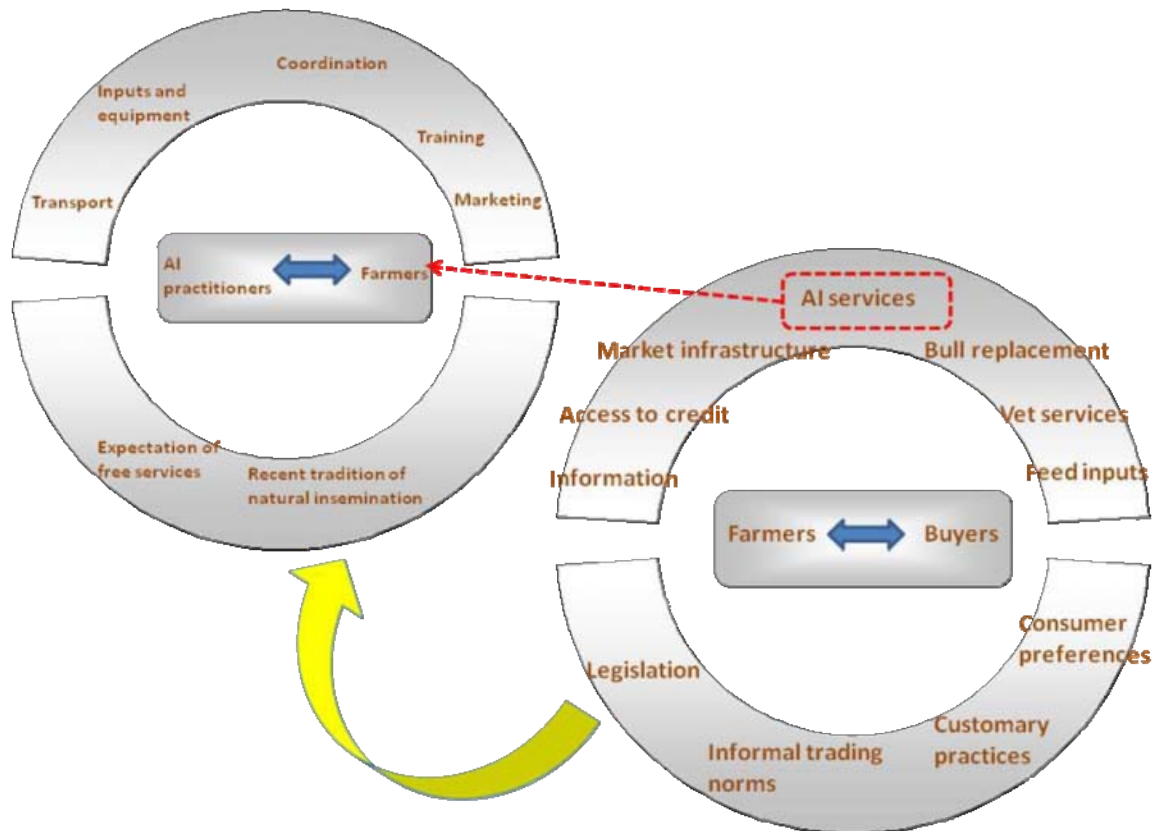 Coordination
Inputs and
equipment
Training
Transport
Marketing
AI
practitioners
Farmers
Expectation of
free services
Recent tradition of
natural insemination
AI services
Market infrastructure
Bull replacement
Access to credit
Vet services
Information
Feed inputs
Farmers
Buyers
Consumer
preferences
Legislation
Customary
practices
Informal trading
norms